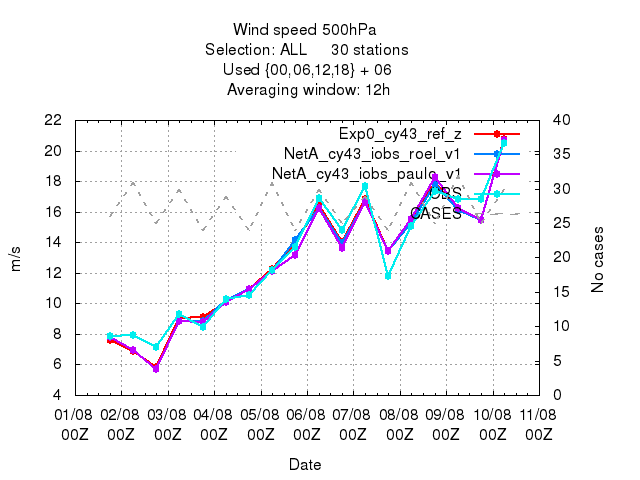 Wind speed 500hPa
Selection: ALL 30 stations
Used {00,06,12,18} + 06
Averaging window: 12h
22
20
18
16
14
12
10
8
6
4
m/s
40
35
30
25
20
15
10
5
0
No cases
Exp0_cy43_ref_z
NetA_cy43_iobs_roel_v1
NetA_cy43_iobs_paulo_v1
OBS
CASES
01/08 02/08 03/08 04/08 05/08 06/08 07/08 08/08 09/08 10/08 11/08
00Z 00Z 00Z 00Z 00Z 00Z 00Z 00Z 00Z 00Z 00Z
Date